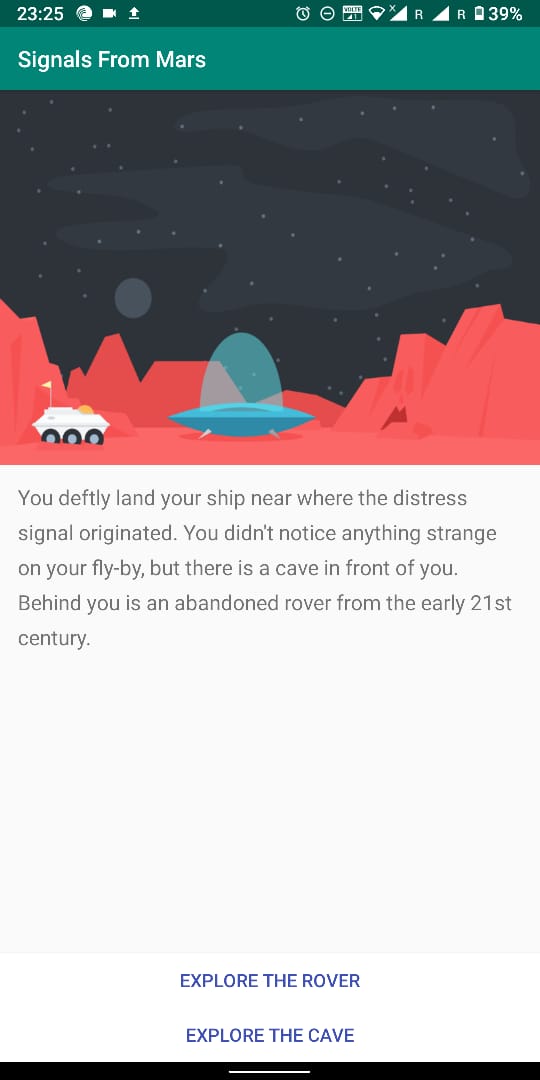 23:25 VOLTE R R 39%
Signals From Mars
You deftly land your ship near where the distress
signal originated. You didn't notice anything strange
on your fly-by, but there is a cave in front of you.
Behind you is an abandoned rover from the early 21st
century.
EXPLORE THE ROVER
EXPLORE THE CAVE